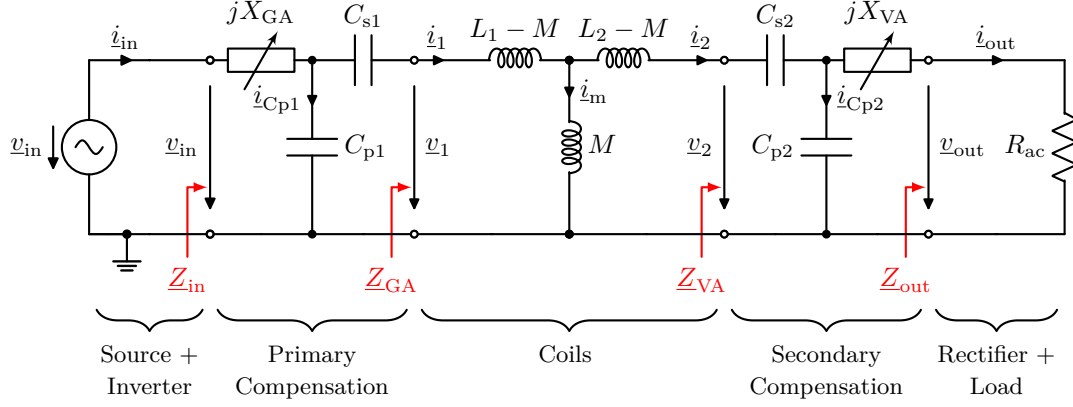 jX_GA
C_s1
L_1 − M
L_2 − M
C_s2
jX_VA
i_in
i_1
i_2
i_out
i_Cp1
i_m
i_Cp2
v_in
v_in
C_p1
v_1
M
v_2
C_p2
v_out
R_ac
Z_in
Z_GA
Z_VA
Z_out
Source +
Inverter
Primary
Compensation
Coils
Secondary
Compensation
Rectifier +
Load